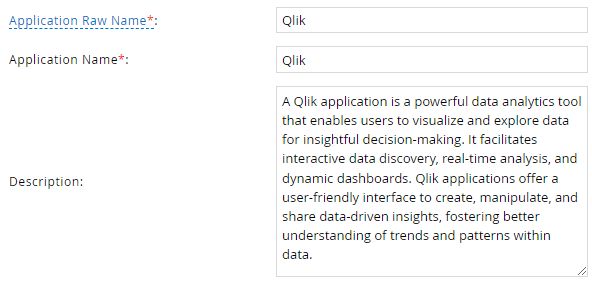 Application Raw Name*: Qlik
Application Name*: Qlik
Description:
A Qlik application is a powerful data analytics tool
that enables users to visualize and explore data
for insightful decision-making. It facilitates
interactive data discovery, real-time analysis, and
dynamic dashboards. Qlik applications offer a
user-friendly interface to create, manipulate, and
share data-driven insights, fostering better
understanding of trends and patterns within
data.